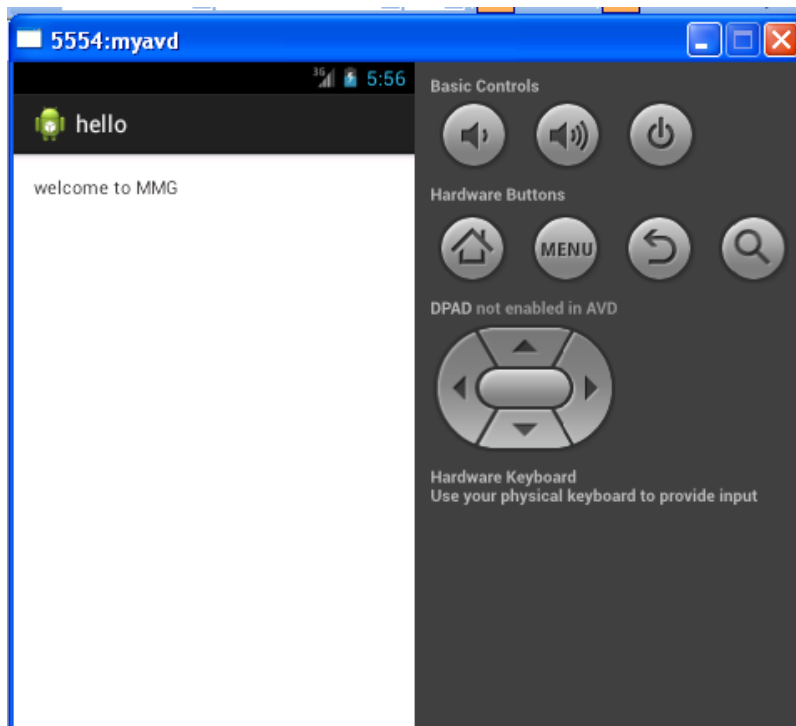 5554:myavd
3G
5:56
hello
welcome to MMG
Basic Controls
Hardware Buttons
MENU
DPAD not enabled in AVD
Hardware Keyboard
Use your physical keyboard to provide input